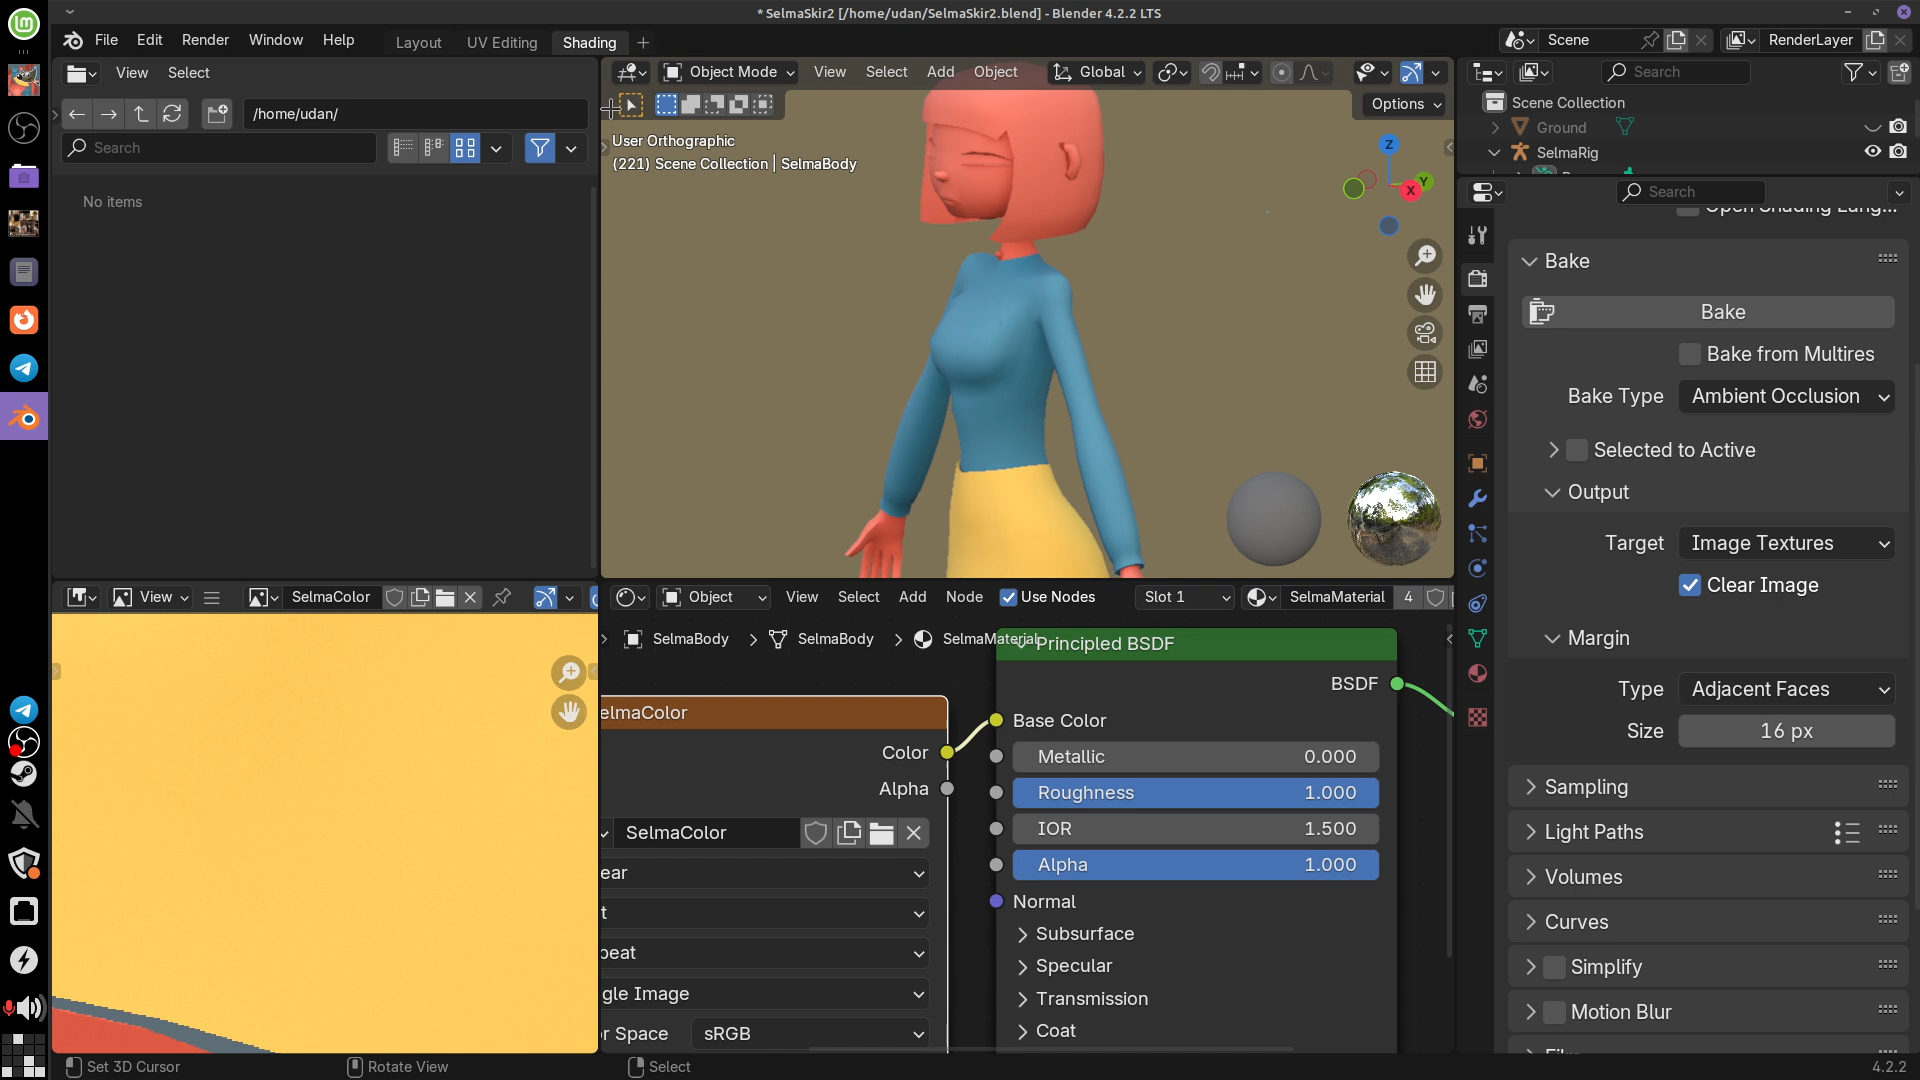 * SelmaSkir2 [/home/udan/SelmaSkir2.blend] - Blender 4.2.2 LTS
File Edit Render Window Help Layout UV Editing Shading Scene RenderLayer
View Select
/home/udan/
Search
No items
Object Mode View Select Add Object Global
Options
User Orthographic
(221) Scene Collection | SelmaBody
Z
Y
X
Search
Scene Collection
Ground
SelmaRig
Search
Bake
Bake
Bake from Multires
Bake Type Ambient Occlusion
Selected to Active
Output
Target Image Textures
Clear Image
Margin
Type Adjacent Faces
Size 16 px
Sampling
Light Paths
Volumes
Curves
Simplify
Motion Blur
View SelmaColor
Object View Select Add Node Use Nodes Slot 1 SelmaMaterial 4
SelmaBody SelmaBody SelmaMaterial
Principled BSDF
BSDF
elmaColor
Color
Alpha
SelmaColor
ear
t
peat
gle Image
r Space sRGB
Base Color
Metallic 0.000
Roughness 1.000
IOR 1.500
Alpha 1.000
Normal
Subsurface
Specular
Transmission
Coat
Set 3D Cursor Rotate View Select 4.2.2